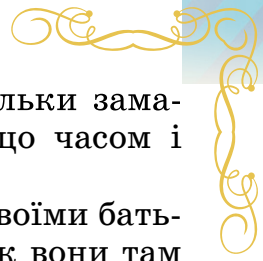 льки зама-
що часом і
воїми бать-
к вони там